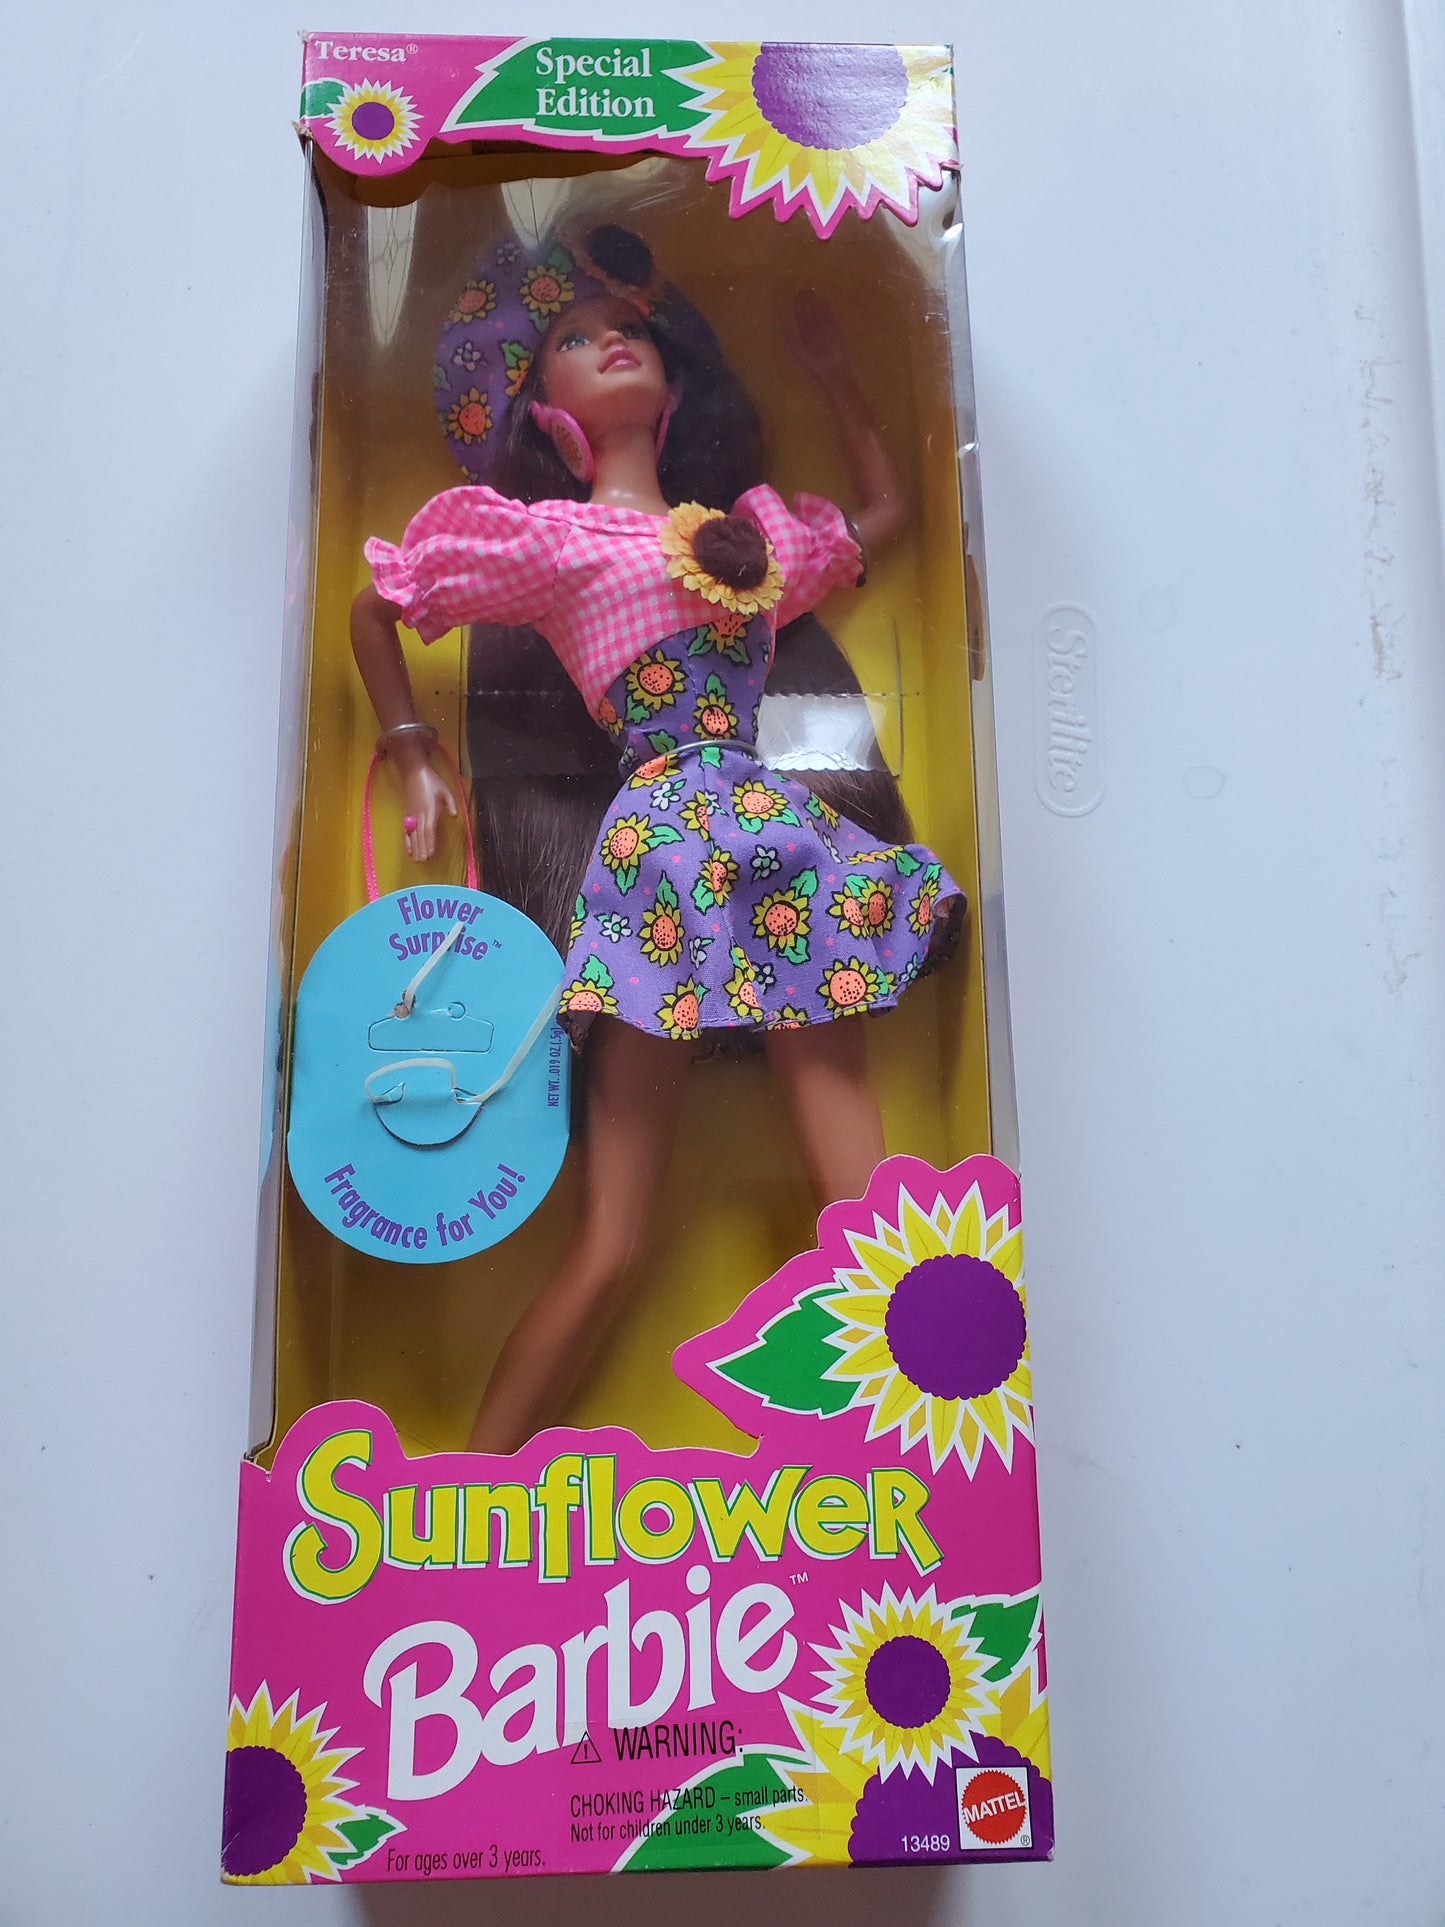 Teresa®
Special
Edition
Sterilite
Flower
Surprise™
NET WT. .019 OZ (.5g)
Fragrance for You!
Sunflower
Barbie™
⚠ WARNING:
CHOKING HAZARD – small parts.
Not for children under 3 years.
For ages over 3 years.
13489
MATTEL
®